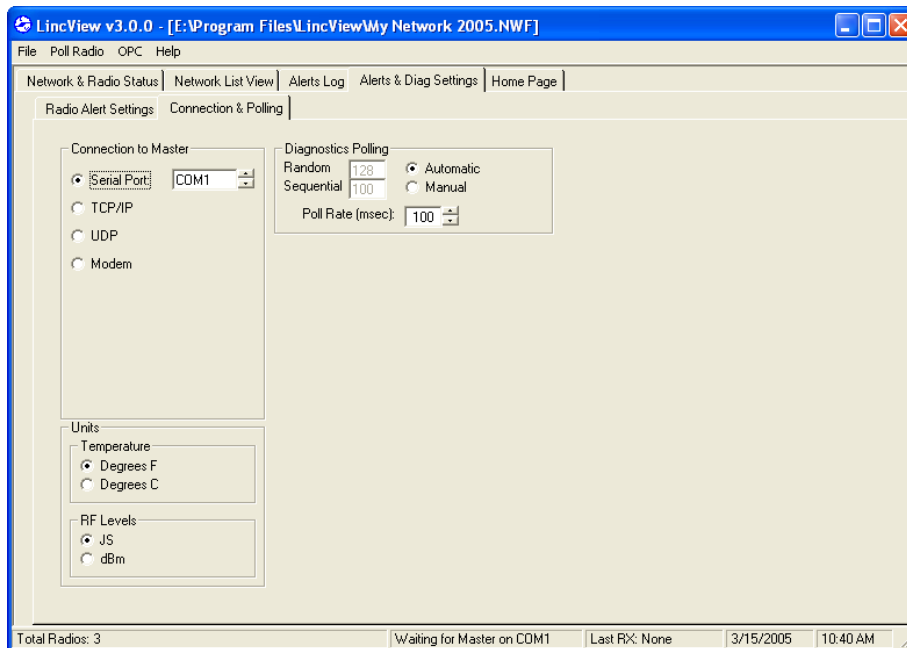 LincView v3.0.0 - [E:\Program Files\LincView\My Network 2005.NWF]
File Poll Radio OPC Help
Network & Radio Status Network List View Alerts Log Alerts & Diag Settings Home Page
Radio Alert Settings Connection & Polling
Connection to Master
Serial Port: COM1
TCP/IP
UDP
Modem
Diagnostics Polling
Random 128 Automatic
Sequential 100 Manual
Poll Rate (msec): 100
Units
Temperature
Degrees F
Degrees C
RF Levels
JS
dBm
Total Radios: 3 Waiting for Master on COM1 Last RX: None 3/15/2005 10:40 AM